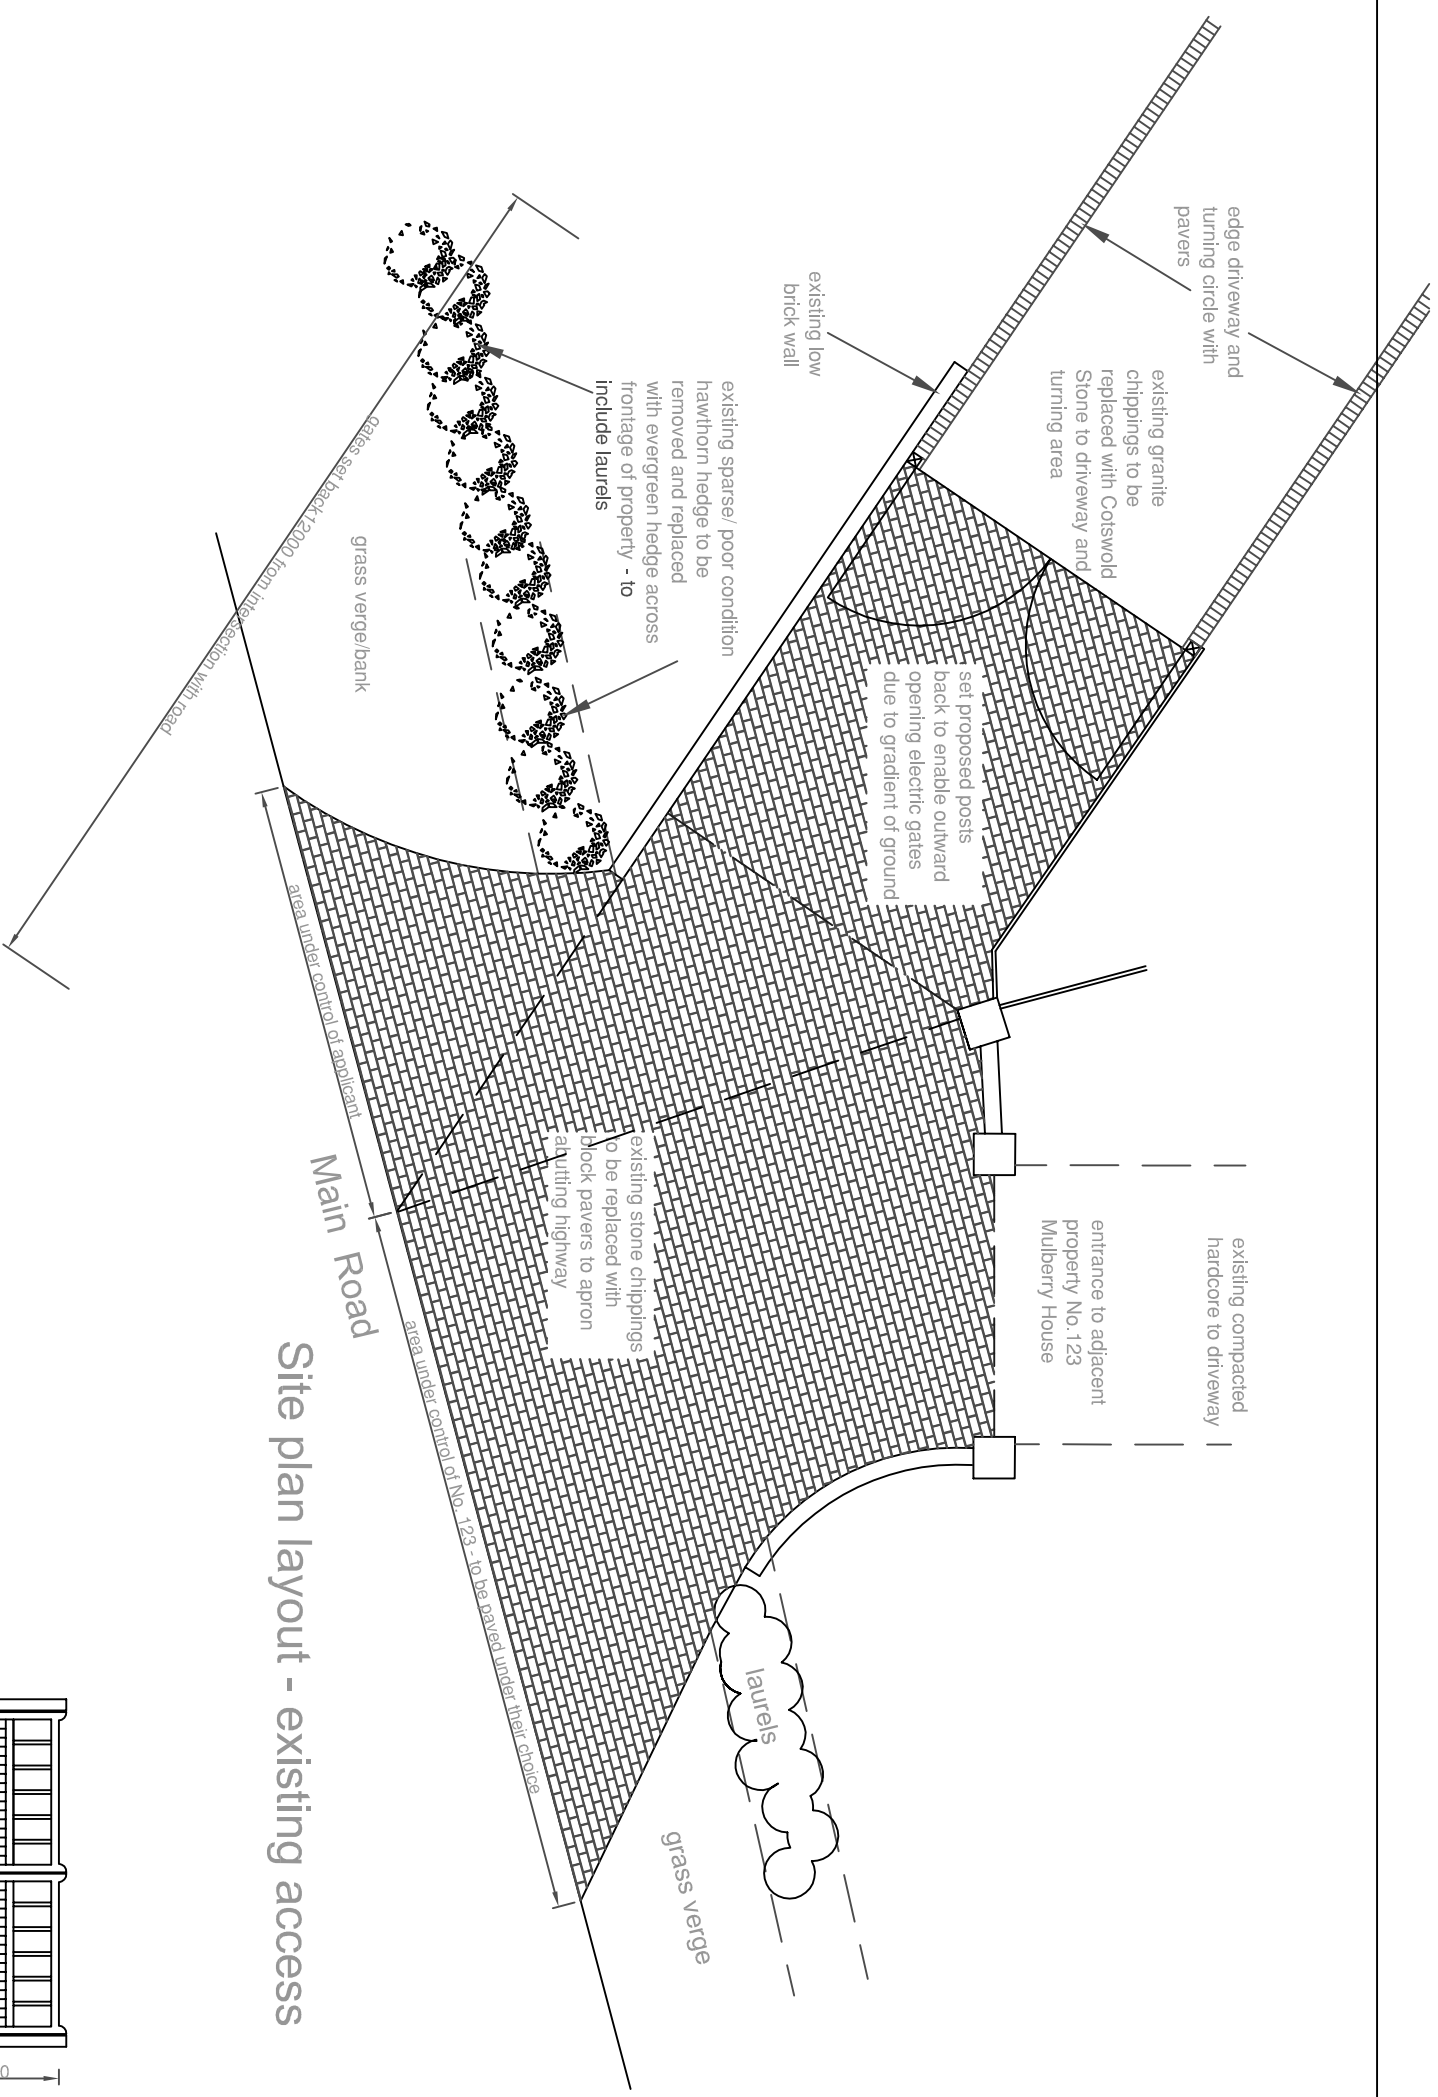 edge driveway and
turning circle with
pavers
existing granite
chippings to be
replaced with Cotswold
Stone to driveway and
turning area
existing low
brick wall
existing sparse/ poor condition
hawthorn hedge to be
removed and replaced
with evergreen hedge across
frontage of property - to
include laurels
set proposed posts
back to enable outward
opening electric gates
due to gradient of ground
gates set back12000 from intersection with road
grass verge/bank
area under control of applicant
existing stone chippings
to be replaced with
block pavers to apron
abutting highway
existing compacted
hardcore to driveway
entrance to adjacent
property No.123
Mulberry House
Main Road
area under control of No. 123 - to be paved under their choice
laurels
grass verge
Site plan layout - existing access